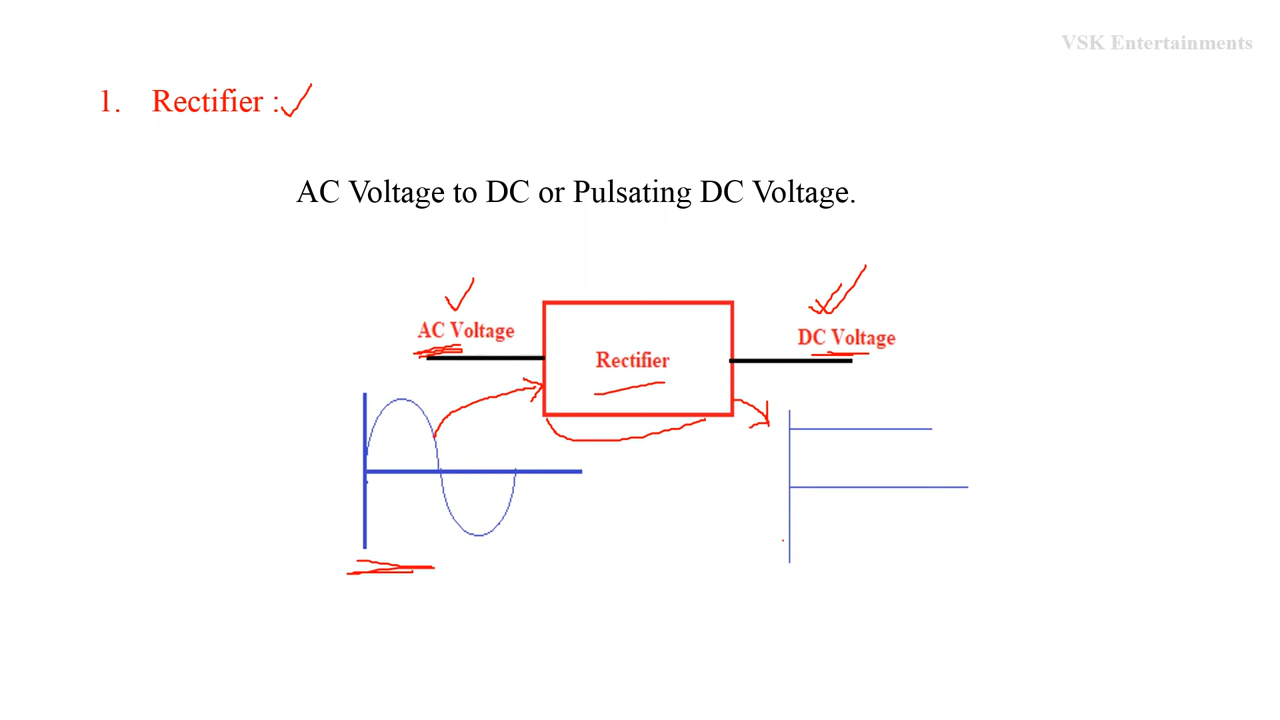 VSK Entertainments
1. Rectifier :
AC Voltage to DC or Pulsating DC Voltage.
AC Voltage
DC Voltage
Rectifier